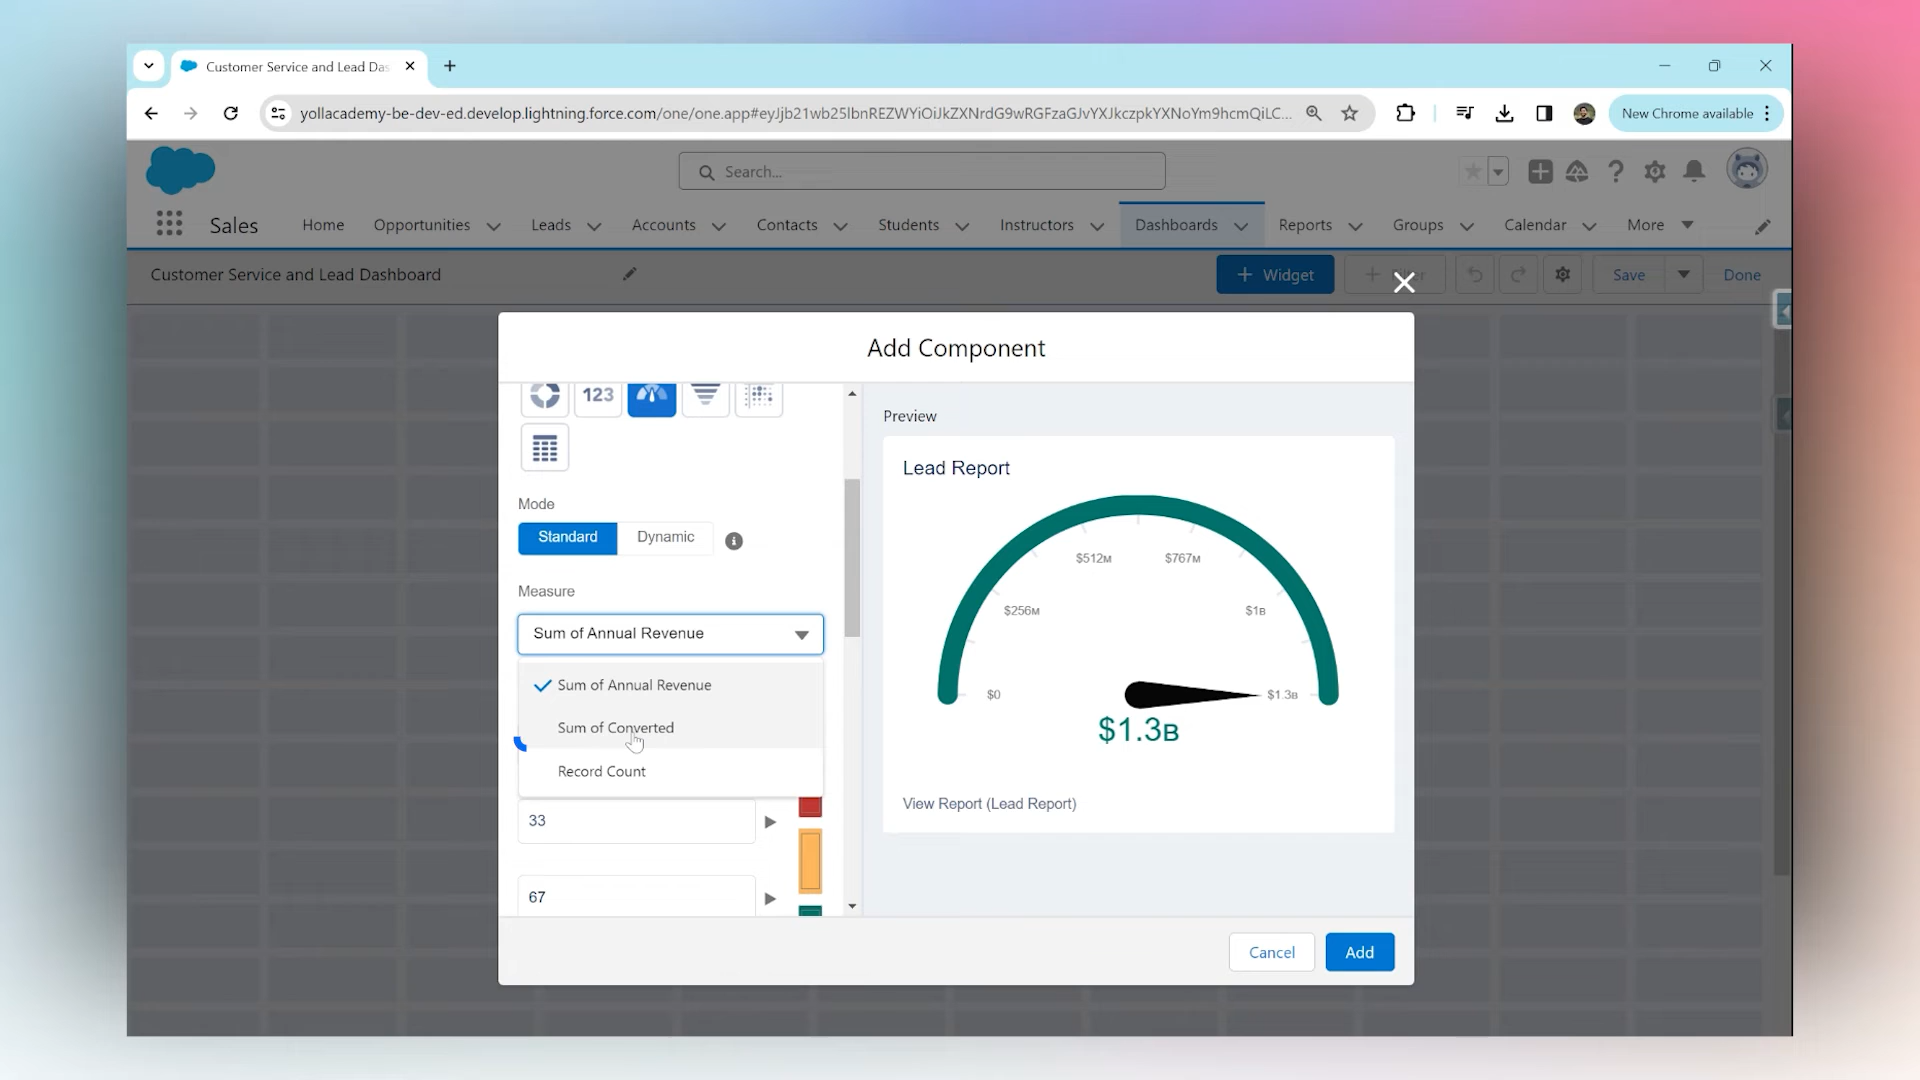 Customer Service and Lead Das
yollacademy-be-dev-ed.develop.lightning.force.com/one/one.app#eyJjb21wb25lbnREZWYiOiJkZXNrdG9wRGFzaGJvYXJkczpkYXNoYm9hcmQiLC...
New Chrome available
Search...
Sales
Home
Opportunities
Leads
Accounts
Contacts
Students
Instructors
Dashboards
Reports
Groups
Calendar
More
Customer Service and Lead Dashboard
+ Widget
Save
Done
Add Component
123
Mode
Standard
Dynamic
Measure
Sum of Annual Revenue
Sum of Annual Revenue
Sum of Converted
Record Count
33
67
Preview
Lead Report
$512M
$767M
$256M
$1B
$0
$1.3B
$1.3B
View Report (Lead Report)
Cancel
Add